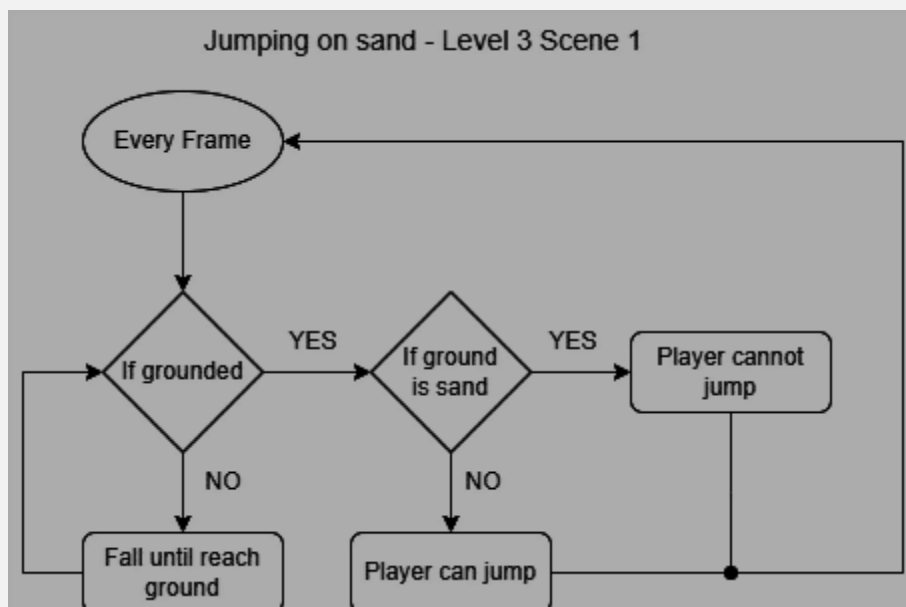 Jumping on sand - Level 3 Scene 1
Every Frame
If grounded
YES
If ground
is sand
YES
Player cannot
jump
NO
NO
Fall until reach
ground
Player can jump